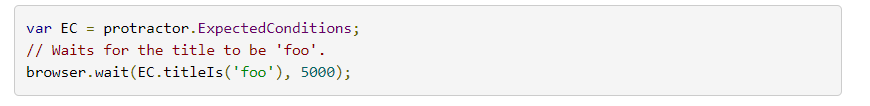 var EC = protractor.ExpectedConditions;
// Waits for the title to be 'foo'.
browser.wait(EC.titleIs('foo'), 5000);